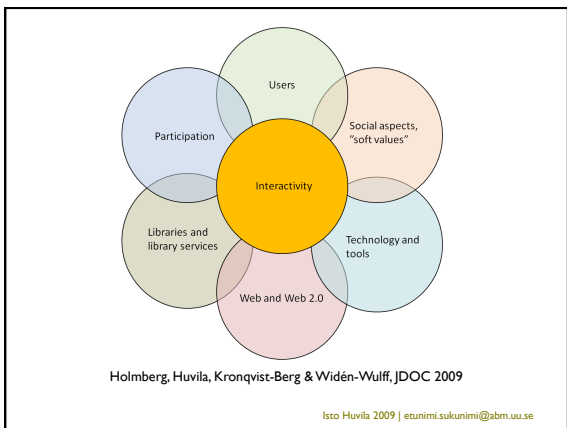 Users
Participation
Social aspects,
"soft values"
Interactivity
Libraries and
library services
Technology and
tools
Web and Web 2.0
Holmberg, Huvila, Kronqvist-Berg & Widén-Wulff, JDOC 2009
Isto Huvila 2009 | etunimi.sukunimi@abm.uu.se